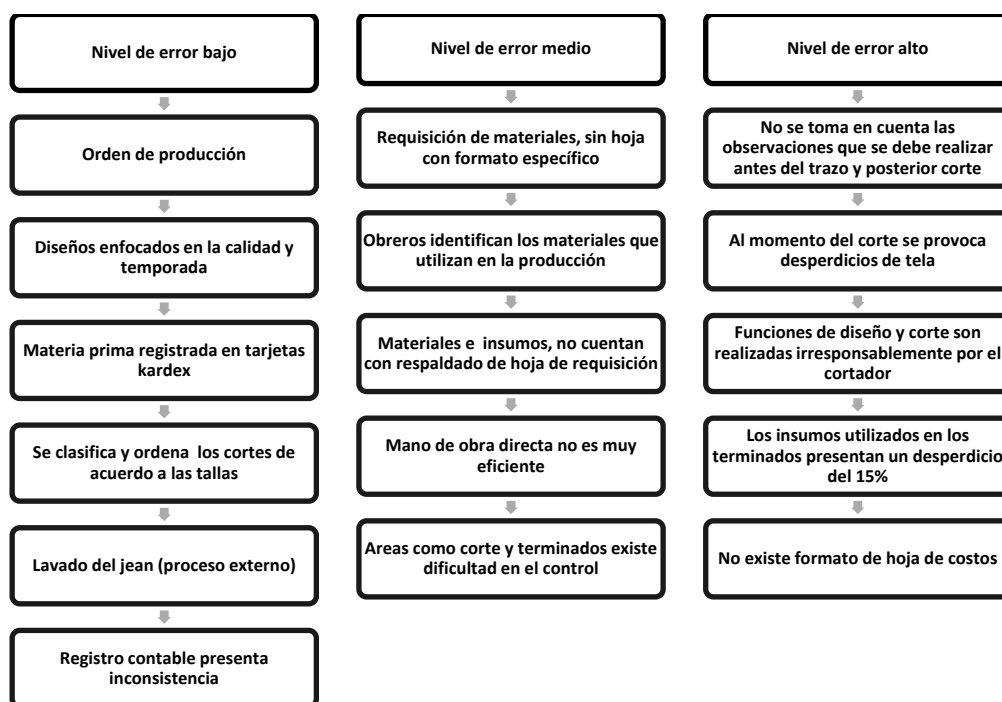 Nivel de error bajo
Orden de producción
Diseños enfocados en la calidad y
temporada
Materia prima registrada en tarjetas
kardex
Se clasifica y ordena los cortes de
acuerdo a las tallas
Lavado del jean (proceso externo)
Registro contable presenta
inconsistencia
Nivel de error medio
Requisición de materiales, sin hoja
con formato específico
Obreros identifican los materiales que
utilizan en la producción
Materiales e insumos, no cuentan
con respaldado de hoja de requisición
Mano de obra directa no es muy
eficiente
Areas como corte y terminados existe
dificultad en el control
Nivel de error alto
No se toma en cuenta las
observaciones que se debe realizar
antes del trazo y posterior corte
Al momento del corte se provoca
desperdicios de tela
Funciones de diseño y corte son
realizadas irresponsablemente por el
cortador
Los insumos utilizados en los
terminados presentan un desperdicio
del 15%
No existe formato de hoja de costos